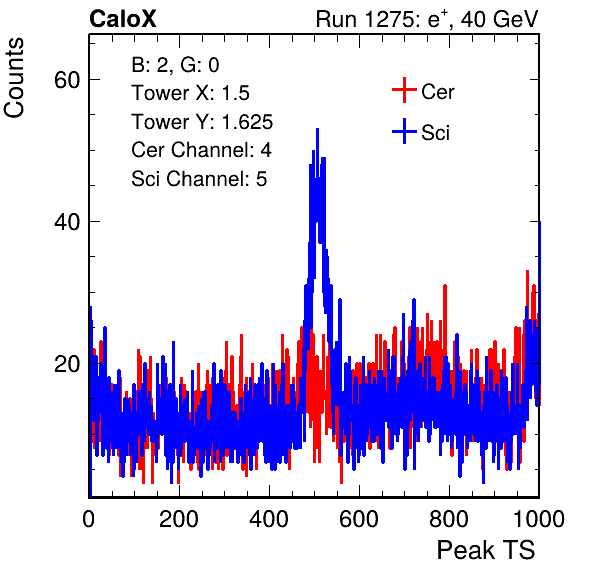 CaloX
Run 1275: e+, 40 GeV
Counts
B: 2, G: 0
Tower X: 1.5
Tower Y: 1.625
Cer Channel: 4
Sci Channel: 5
Cer
Sci
60
40
20
0 200 400 600 800 1000
Peak TS